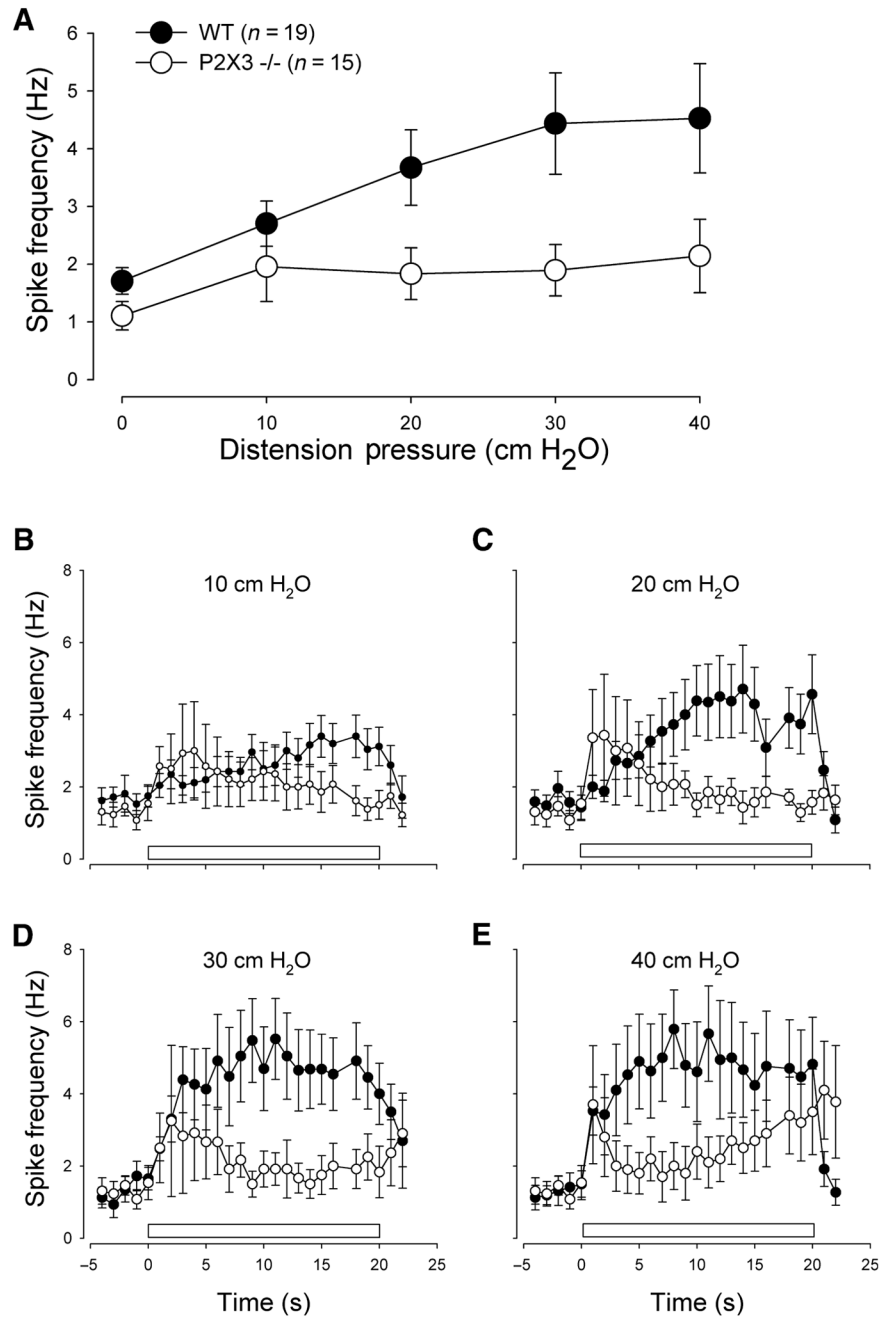 A
WT (n = 19)
P2X3 -/- (n = 15)
Spike frequency (Hz)
6
5
4
3
2
1
0
0 10 20 30 40
Distension pressure (cm H₂O)
B
10 cm H₂O
Spike frequency (Hz)
8
6
4
2
0
C
20 cm H₂O
D
30 cm H₂O
Spike frequency (Hz)
8
6
4
2
0
−5 0 5 10 15 20 25
Time (s)
E
40 cm H₂O
−5 0 5 10 15 20 25
Time (s)